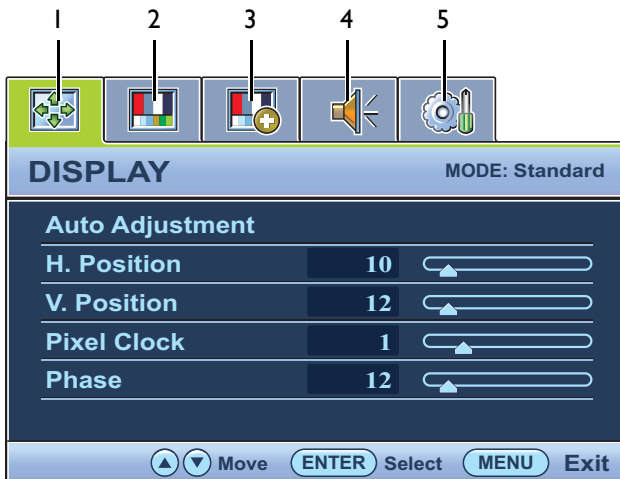 1 2 3 4 5
DISPLAY MODE: Standard
Auto Adjustment
H. Position 10
V. Position 12
Pixel Clock 1
Phase 12
Move ENTER Select MENU Exit